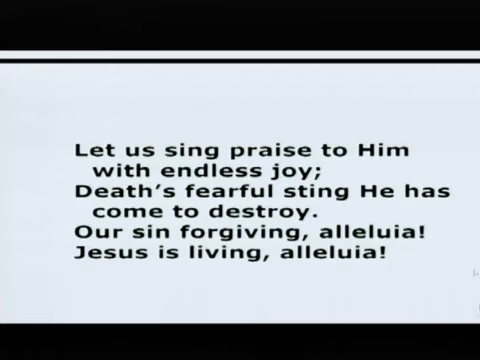 Let us sing praise to Him
with endless joy;
Death's fearful sting He has
come to destroy.
Our sin forgiving, alleluia!
Jesus is living, alleluia!